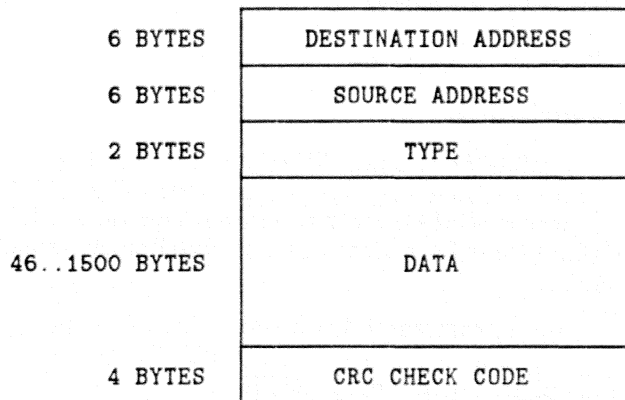 6 BYTES DESTINATION ADDRESS
6 BYTES SOURCE ADDRESS
2 BYTES TYPE
46..1500 BYTES DATA
4 BYTES CRC CHECK CODE